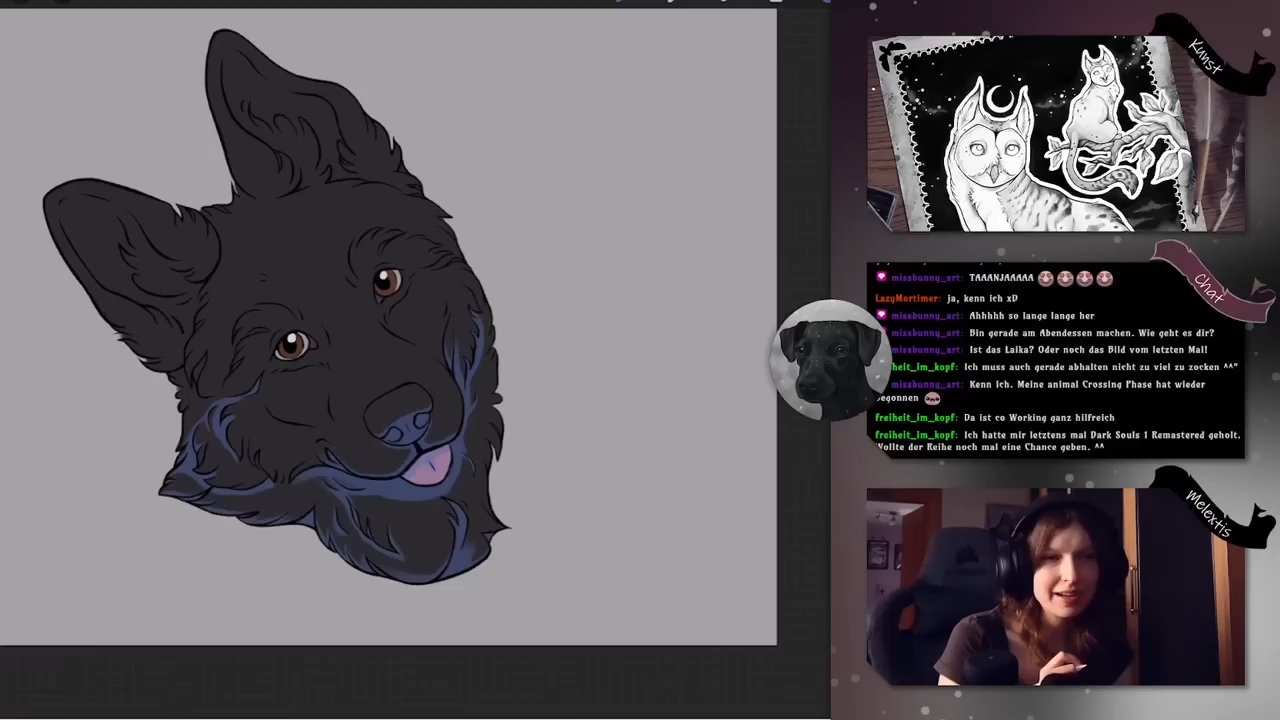 Kunst
Chat
missbunny_art: TAAANJAAAAA
LazyMortimer: ja, kenn ich xD
missbunny_art: Ahhhhh so lange lange her
missbunny_art: Bin gerade am Abendessen machen. Wie geht es dir?
missbunny_art: Ist das Laika? Oder noch das Bild vom letzten Mal!
heit_im_kopf: Ich muss auch gerade abhalten nicht zu viel zu zocken ^^"
missbunny_art: Kenn ich. Meine animal Crossing Phase hat wieder
begonnen
freiheit_im_kopf: Da ist co Working ganz hilfreich
freiheit_im_kopf: Ich hatte mir letztens mal Dark Souls 1 Remastered geholt.
Wollte der Reihe noch mal eine Chance geben. ^^
Melextis